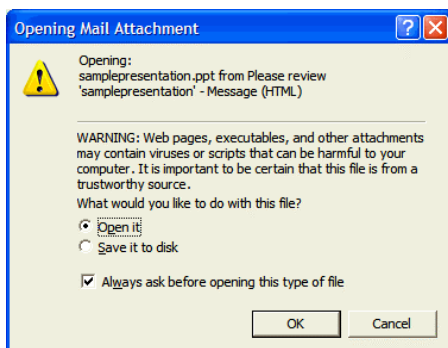 Opening Mail Attachment
Opening:
samplepresentation.ppt from Please review
'samplepresentation' - Message (HTML)
WARNING: Web pages, executables, and other attachments
may contain viruses or scripts that can be harmful to your
computer. It is important to be certain that this file is from a
trustworthy source.
What would you like to do with this file?
Open it
Save it to disk
Always ask before opening this type of file
OK Cancel